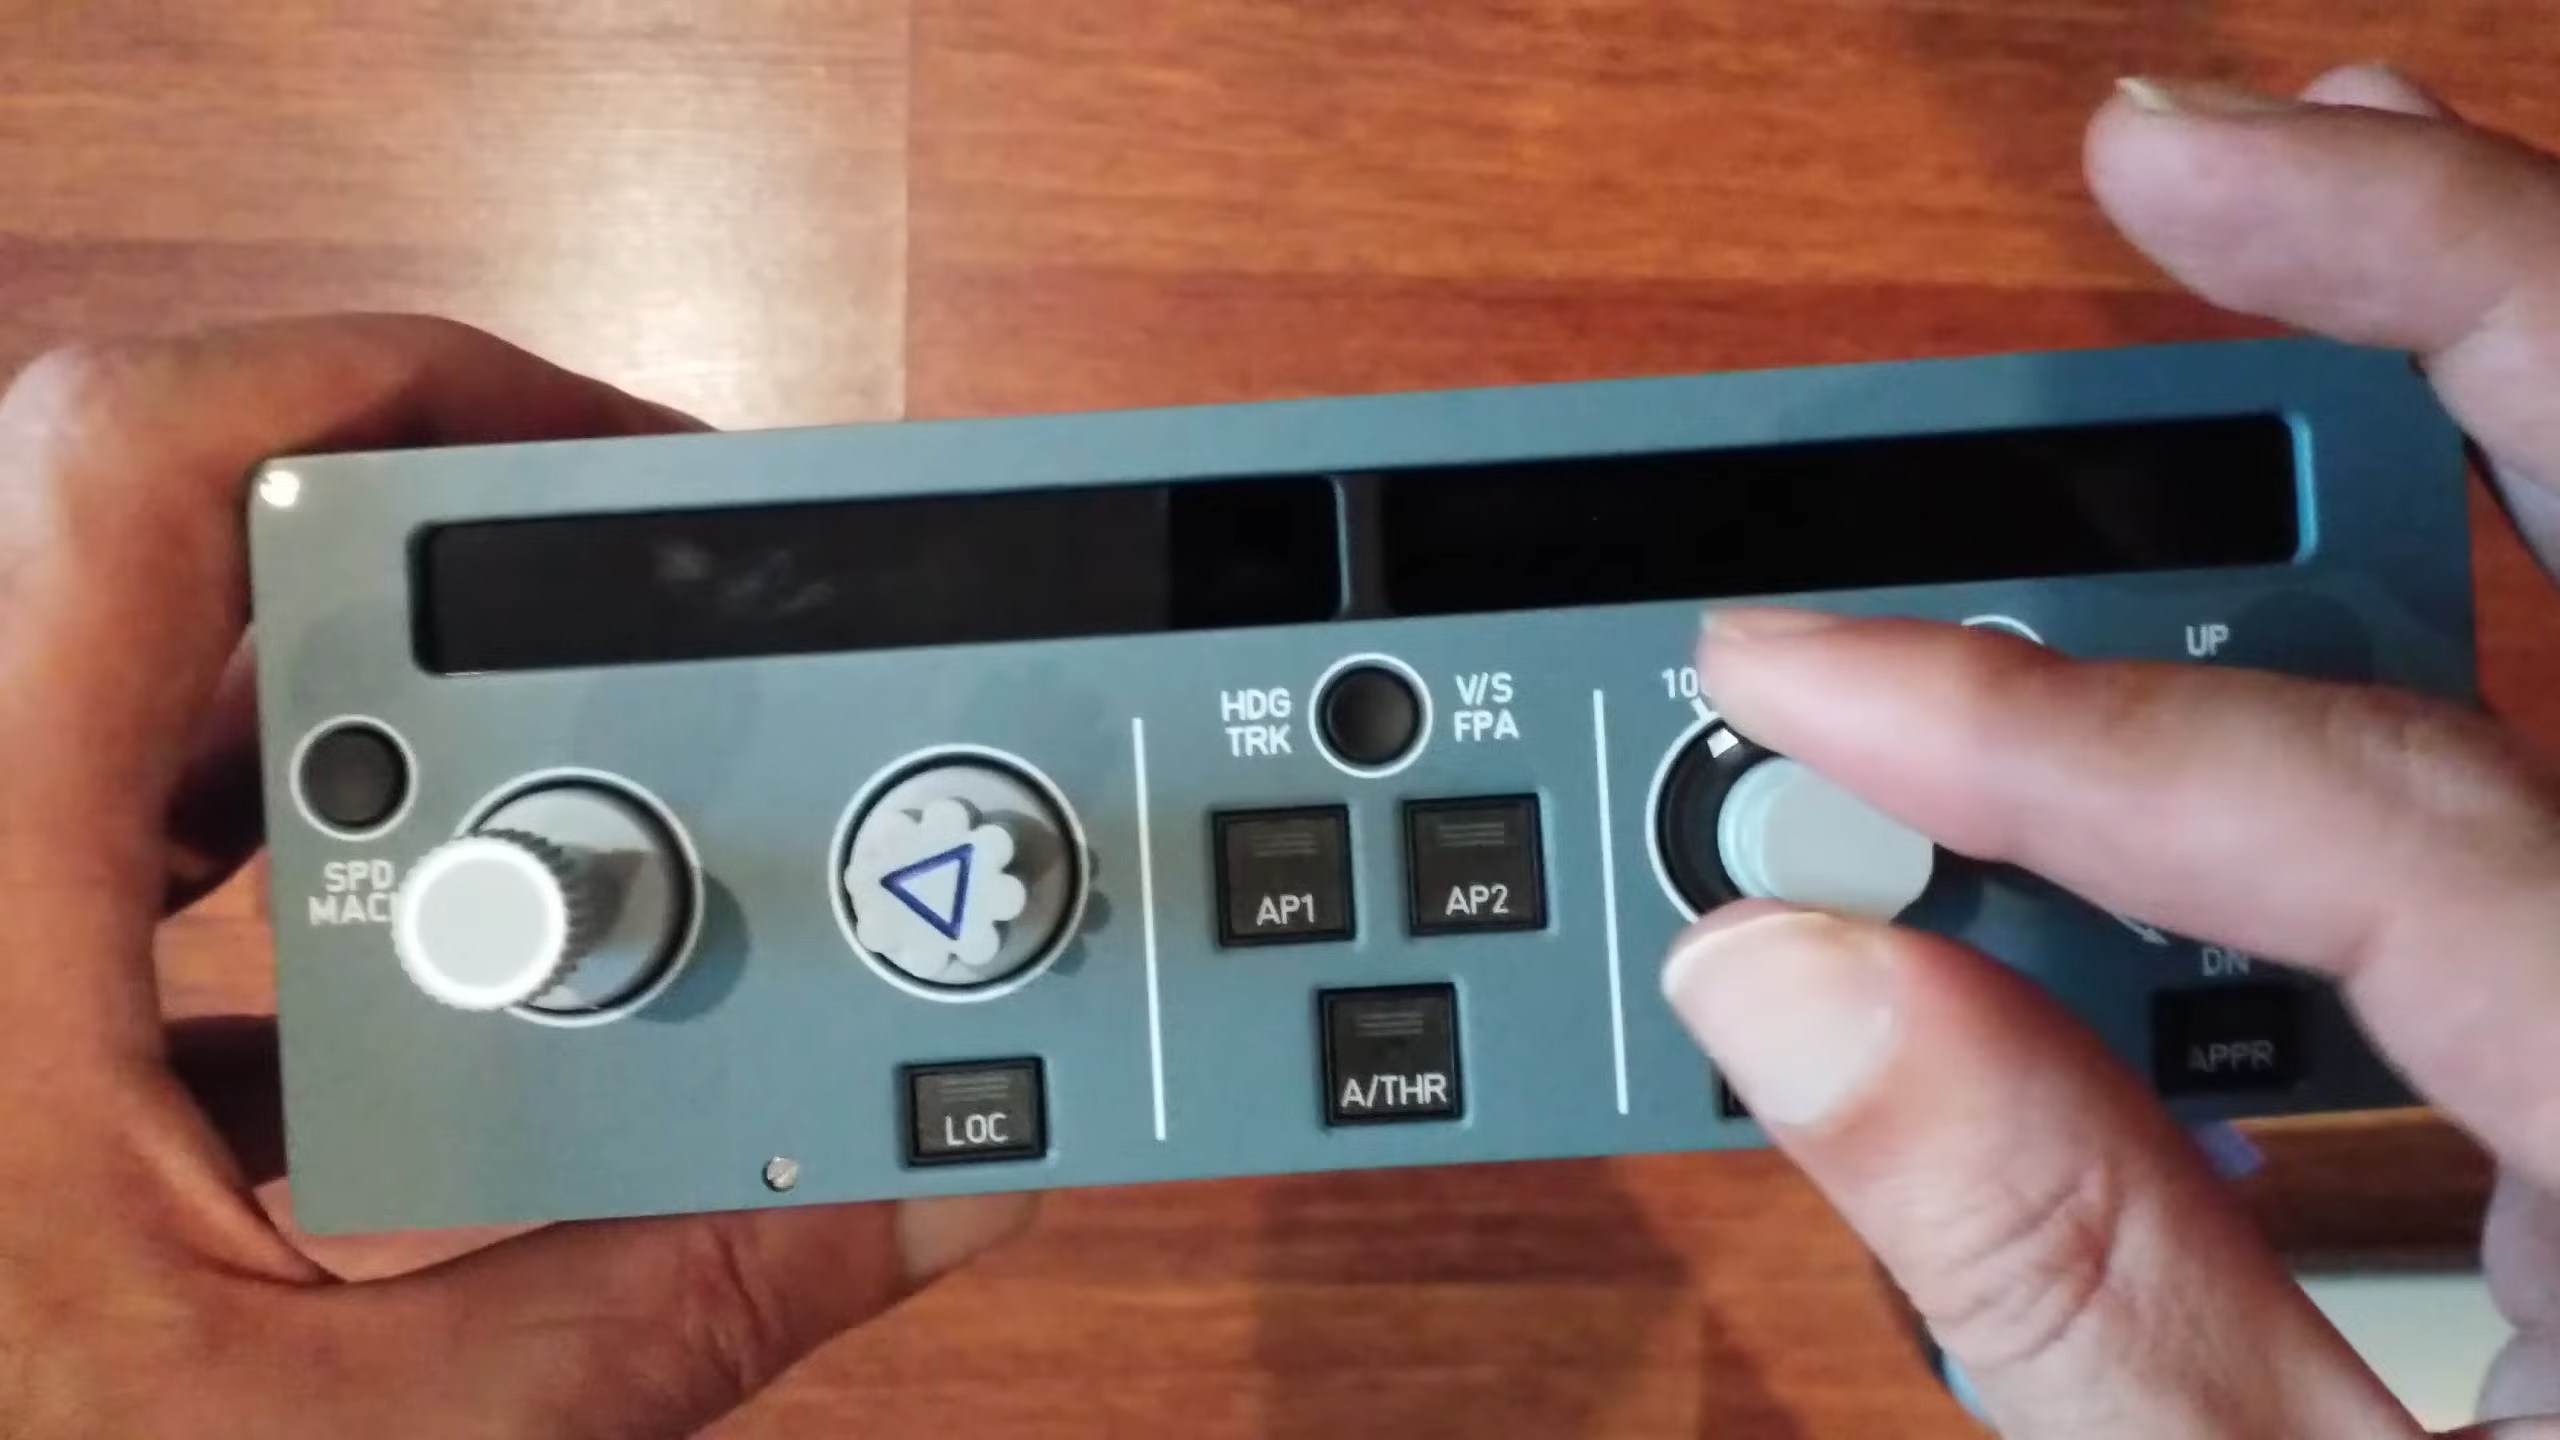 HDG
TRK
V/S
FPA
UP
SPD
AP1
AP2
DN
LOC
A/THR
APPR